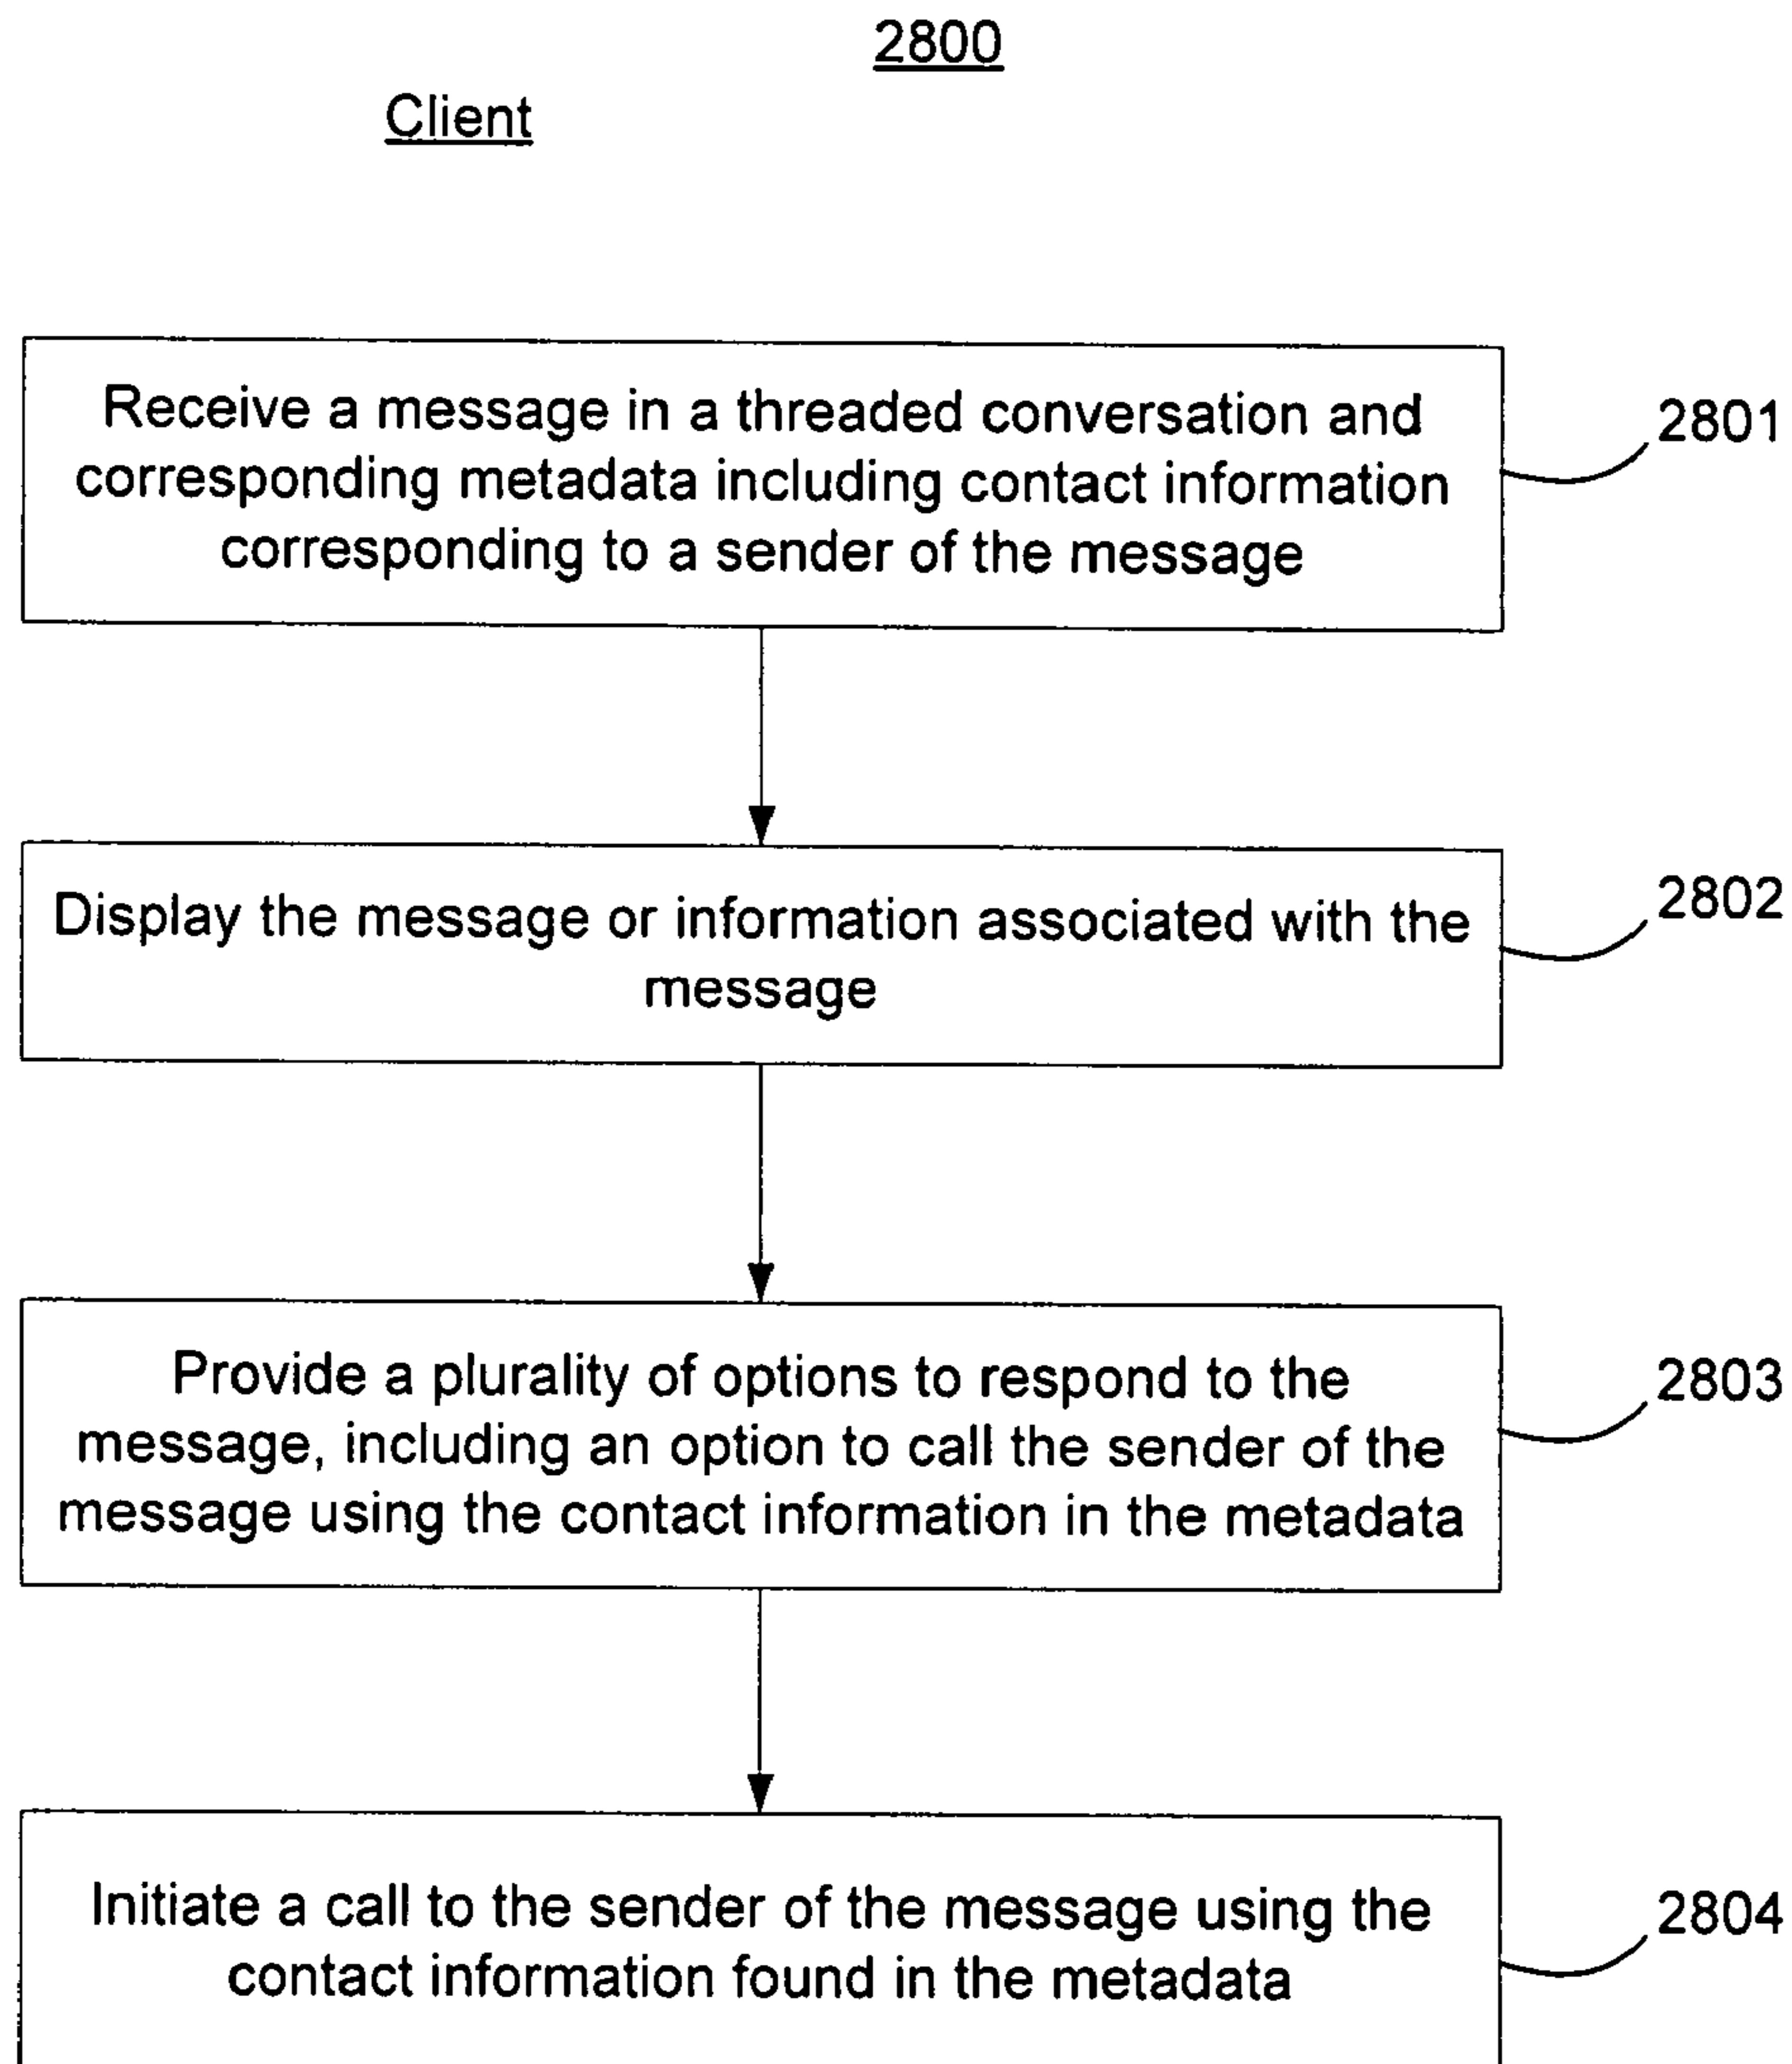 2800
Client
Receive a message in a threaded conversation and
corresponding metadata including contact information
corresponding to a sender of the message
2801
Display the message or information associated with the
message
2802
Provide a plurality of options to respond to the
message, including an option to call the sender of the
message using the contact information in the metadata
2803
Initiate a call to the sender of the message using the
contact information found in the metadata
2804